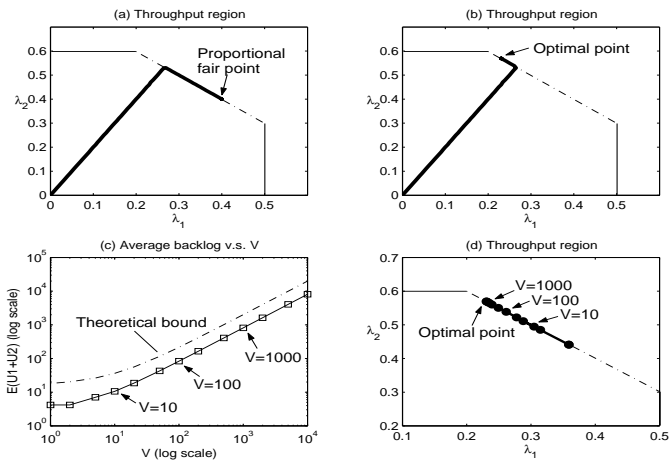 (a) Throughput region
0.6
0.5
0.4
0.3
0.2
0.1
0
λ2
Proportional
fair point
0 0.1 0.2 0.3 0.4 0.5
λ1
(b) Throughput region
0.6
0.5
0.4
0.3
0.2
0.1
0
λ2
Optimal point
0 0.1 0.2 0.3 0.4 0.5
λ1
(c) Average backlog v.s. V
10^5
10^4
10^3
10^2
10^1
10^0
E(U1+U2) (log scale)
Theoretical bound
V=1000
V=100
V=10
10^0 10^1 10^2 10^3 10^4
V (log scale)
(d) Throughput region
0.7
0.6
0.5
0.4
0.3
0.2
λ2
V=1000
V=100
V=10
Optimal point
0.1 0.2 0.3 0.4 0.5
λ1